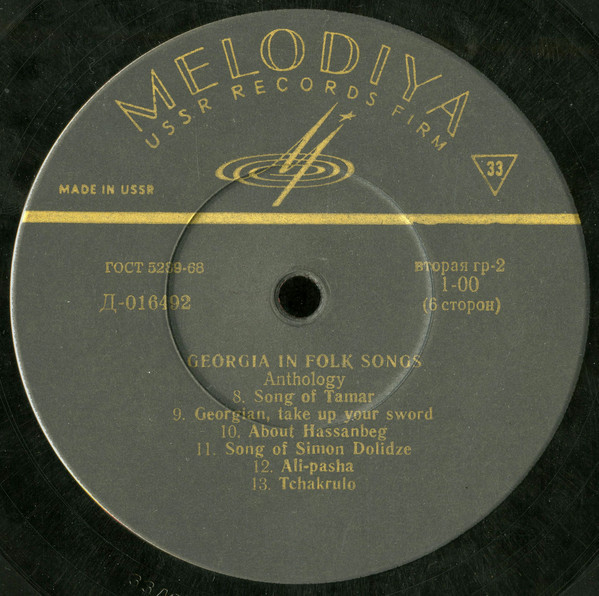 MELODIYA
USSR RECORDS FIRM
33
MADE IN USSR
ГОСТ 5289-68
вторая гр-2
Д-016492
1-00
(6 сторон)
GEORGIA IN FOLK SONGS
Anthology
8. Song of Tamar
9. Georgian, take up your sword
10. About Hassanbeg
11. Song of Simon Dolidze
12. Ali-pasha
13. Tchakrulo